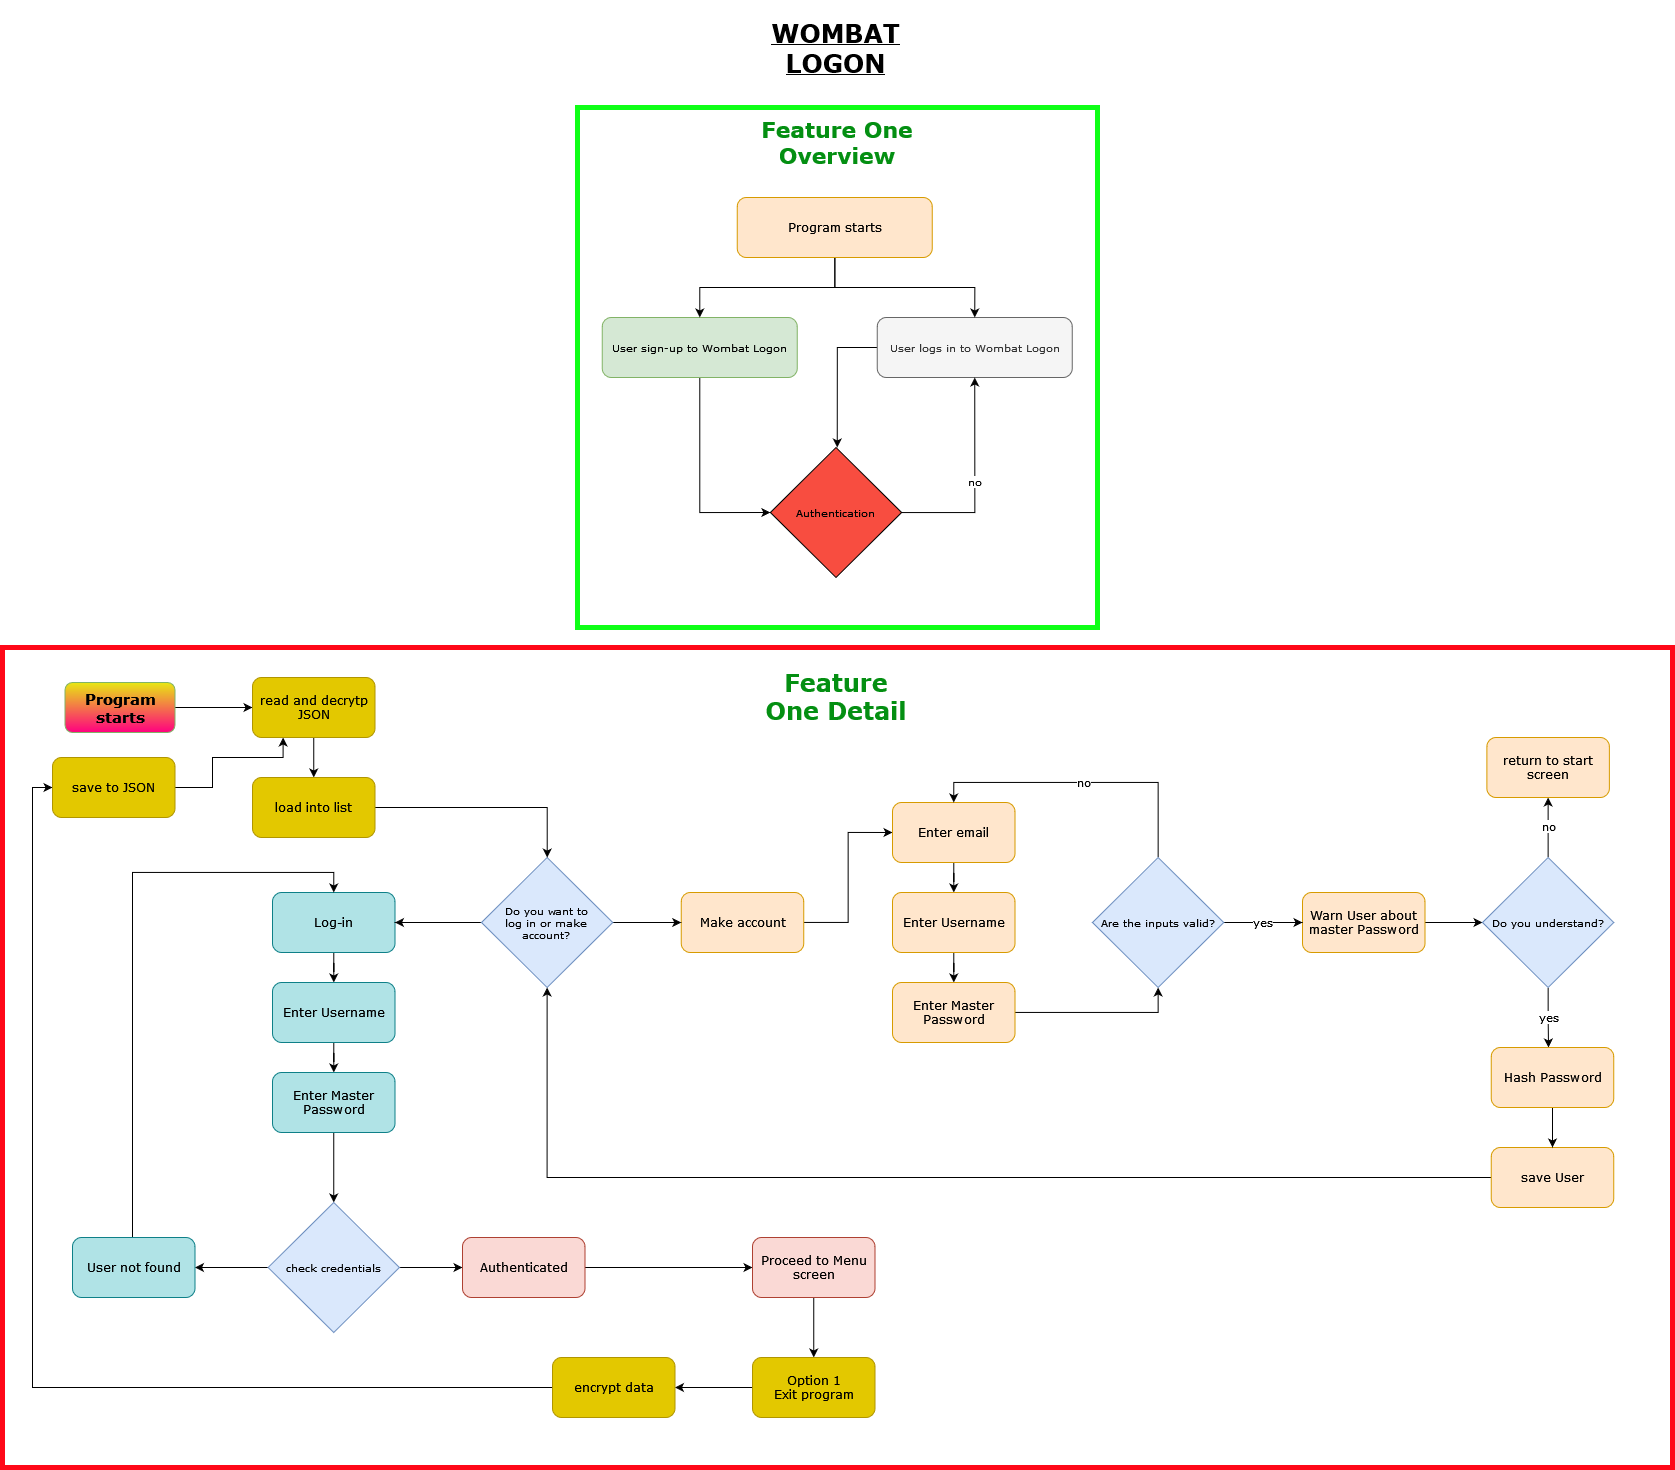 WOMBAT
LOGON
Feature One
Overview
Program starts
User sign-up to Wombat Logon
User logs in to Wombat Logon
no
Authentication
Feature
One Detail
Program
starts
read and decrytp
JSON
save to JSON
load into list
return to start
screen
no
Enter email
no
Log-in
Do you want to
log in or make
account?
Make account
Enter Username
Are the inputs valid?
yes
Warn User about
master Password
Do you understand?
Enter Username
Enter Master
Password
yes
Enter Master
Password
Hash Password
save User
User not found
check credentials
Authenticated
Proceed to Menu
screen
encrypt data
Option 1
Exit program